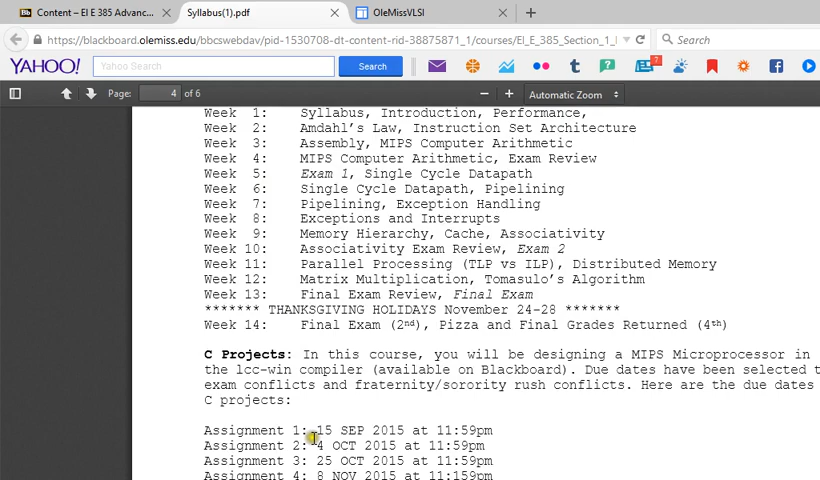 Content – El E 385 Advanc...
Syllabus(1).pdf
OleMissVLSI
https://blackboard.olemiss.edu/bbcswebdav/pid-1530708-dt-content-rid-38875871_1/courses/El_E_385_Section_1_
Search
YAHOO!
Yahoo Search
Search
7
Page: 4 of 6
Automatic Zoom
Week 1: Syllabus, Introduction, Performance,
Week 2: Amdahl's Law, Instruction Set Architecture
Week 3: Assembly, MIPS Computer Arithmetic
Week 4: MIPS Computer Arithmetic, Exam Review
Week 5: Exam 1, Single Cycle Datapath
Week 6: Single Cycle Datapath, Pipelining
Week 7: Pipelining, Exception Handling
Week 8: Exceptions and Interrupts
Week 9: Memory Hierarchy, Cache, Associativity
Week 10: Associativity Exam Review, Exam 2
Week 11: Parallel Processing (TLP vs ILP), Distributed Memory
Week 12: Matrix Multiplication, Tomasulo's Algorithm
Week 13: Final Exam Review, Final Exam
******* THANKSGIVING HOLIDAYS November 24-28 *******
Week 14: Final Exam (2nd), Pizza and Final Grades Returned (4th)
C Projects: In this course, you will be designing a MIPS Microprocessor in
the lcc-win compiler (available on Blackboard). Due dates have been selected
exam conflicts and fraternity/sorority rush conflicts. Here are the due dates
C projects:
Assignment 1: 15 SEP 2015 at 11:59pm
Assignment 2: 4 OCT 2015 at 11:59pm
Assignment 3: 25 OCT 2015 at 11:59pm
Assignment 4: 8 NOV 2015 at 11:159pm